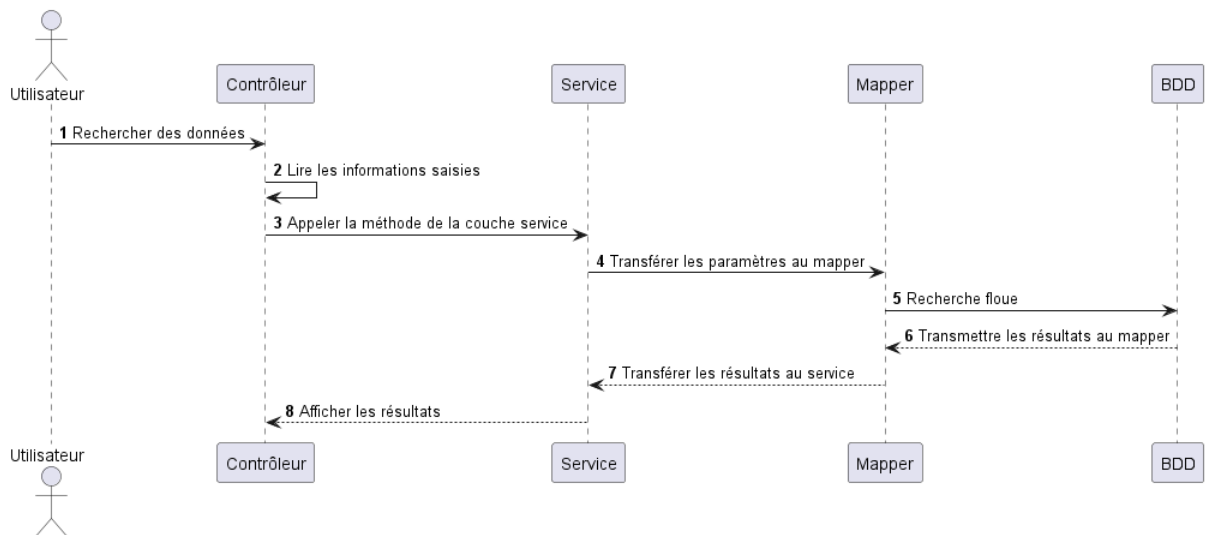 Utilisateur
Contrôleur
Service
Mapper
BDD
1 Rechercher des données
2 Lire les informations saisies
3 Appeler la méthode de la couche service
4 Transférer les paramètres au mapper
5 Recherche floue
6 Transmettre les résultats au mapper
7 Transférer les résultats au service
8 Afficher les résultats
Utilisateur
Contrôleur
Service
Mapper
BDD